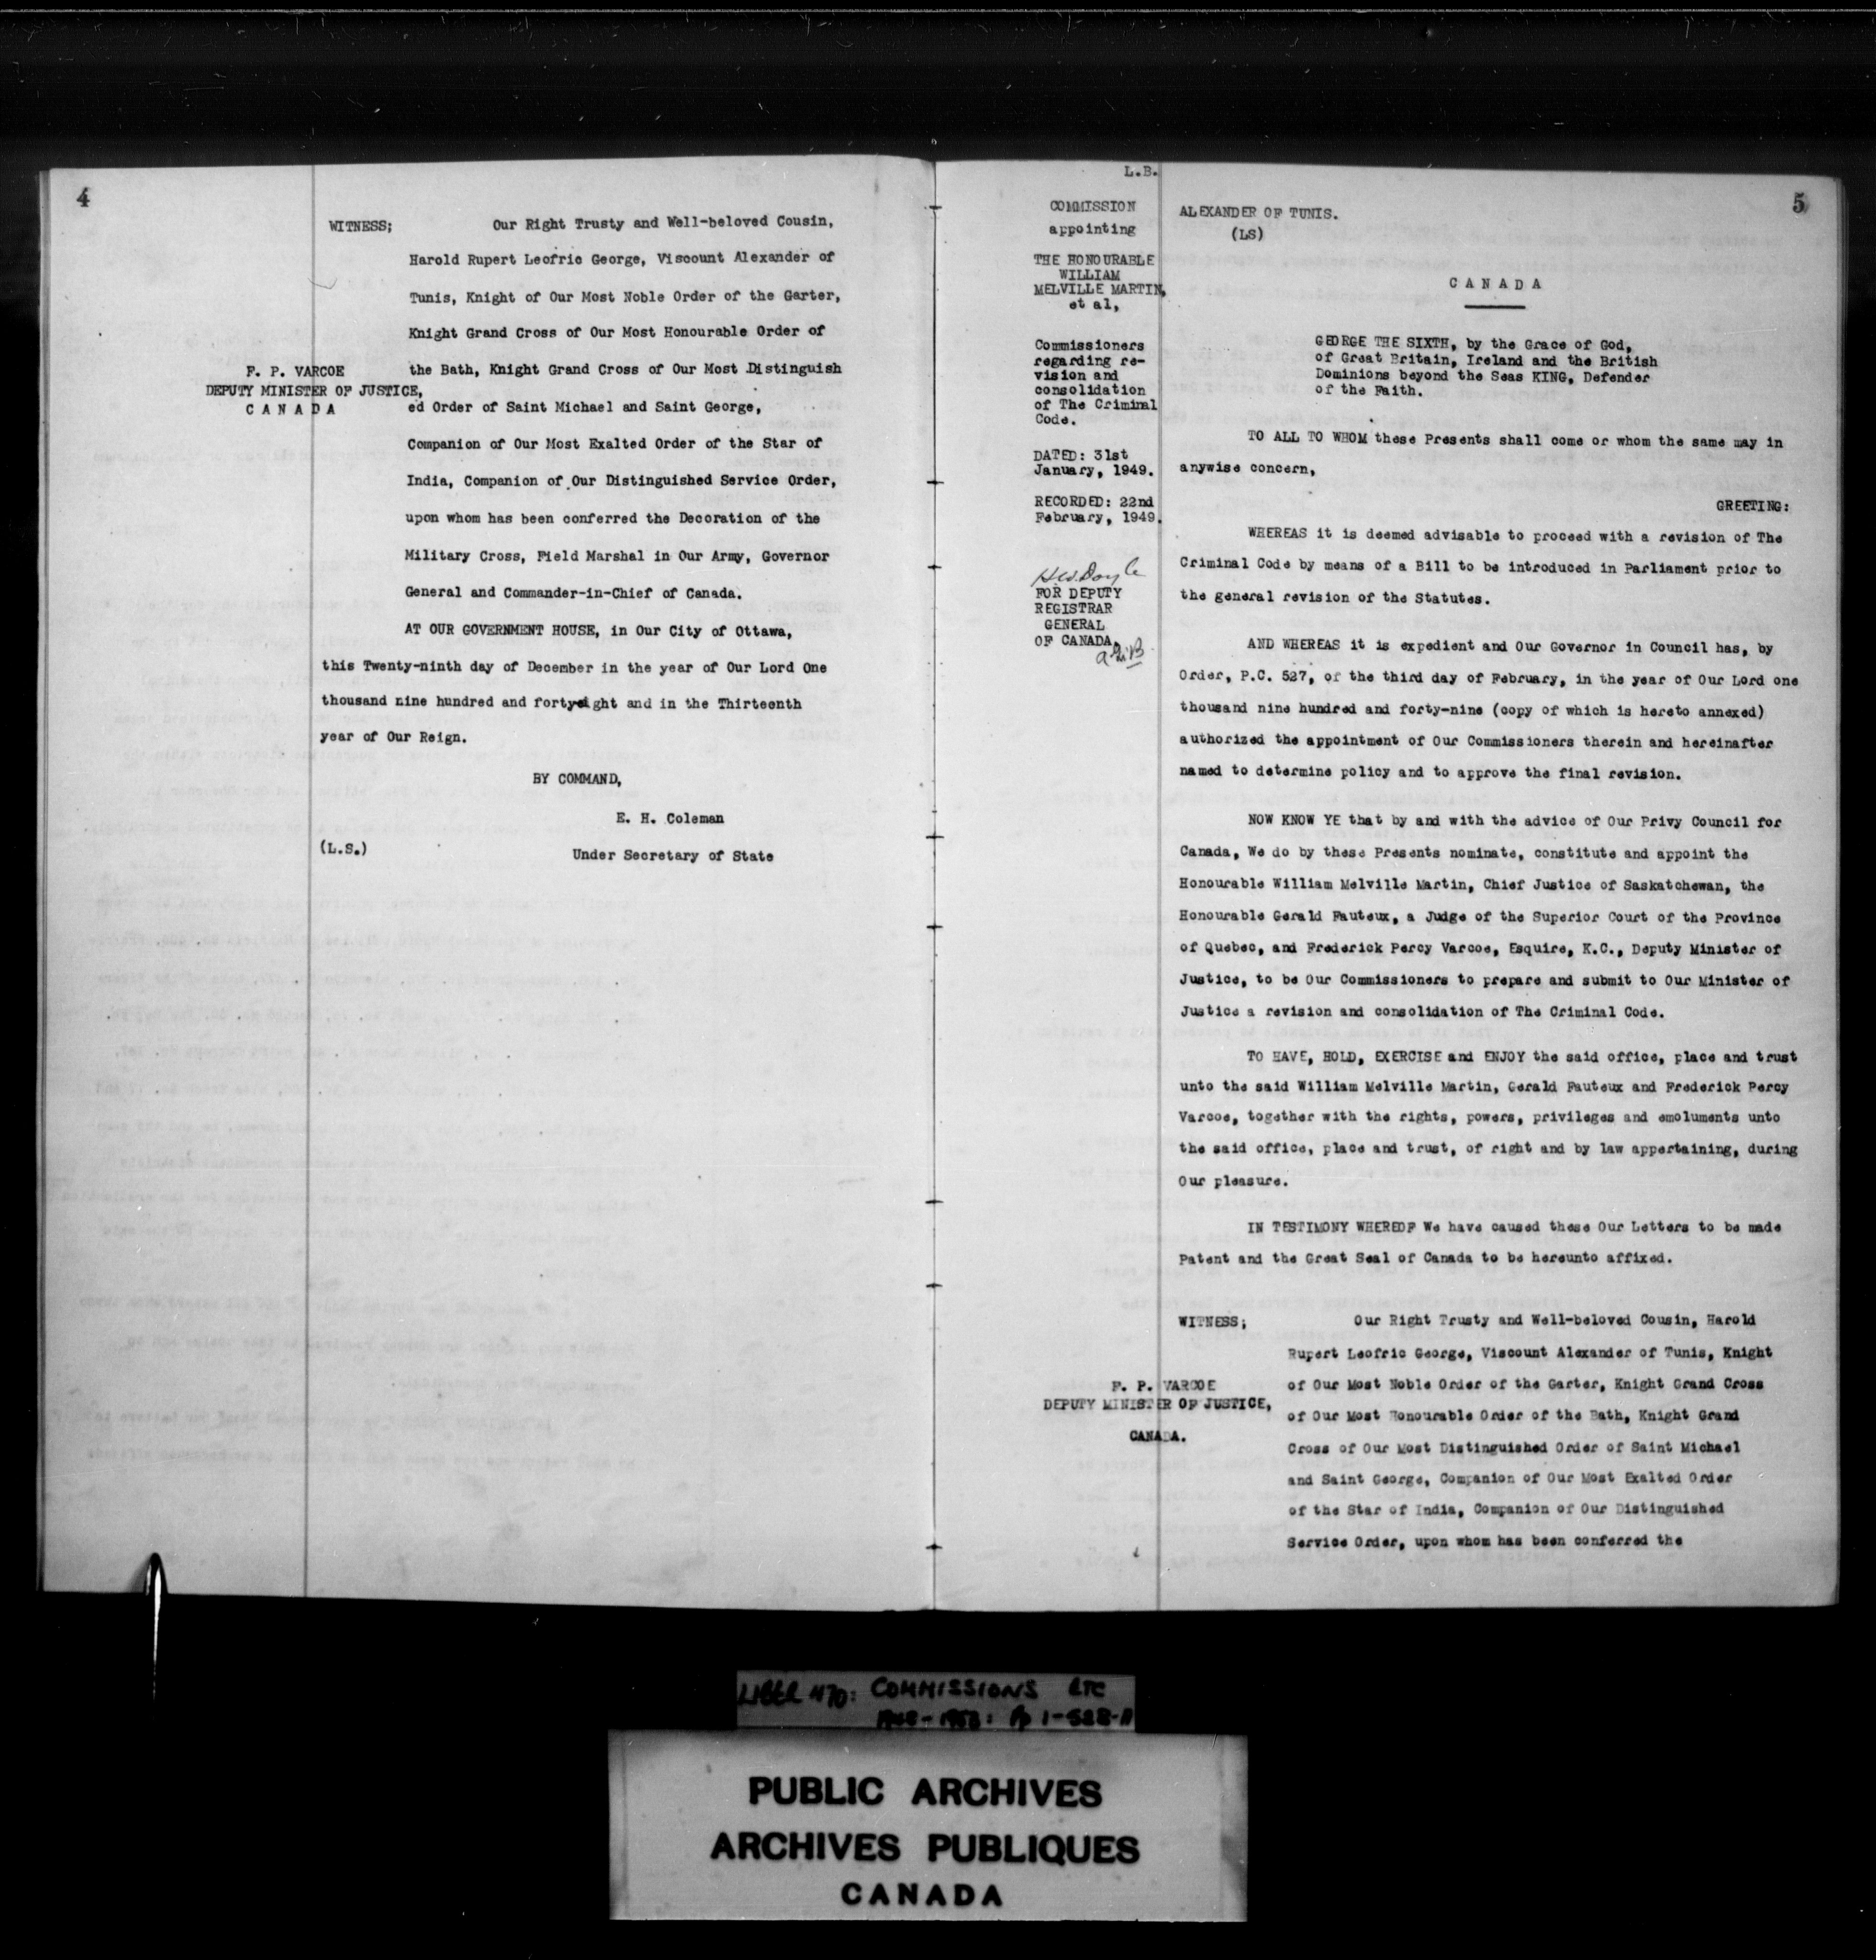 4
WITNESS; Our Right Trusty and Well-beloved Cousin,
Harold Rupert Leofric George, Viscount Alexander of
Tunis, Knight of Our Most Noble Order of the Garter,
Knight Grand Cross of Our Most Honourable Order of
the Bath, Knight Grand Cross of Our Most Distinguish
ed Order of Saint Michael and Saint George,
Companion of Our Most Exalted Order of the Star of
India, Companion of Our Distinguished Service Order,
upon whom has been conferred the Decoration of the
Military Cross, Field Marshal in Our Army, Governor
General and Commander-in-Chief of Canada.
F. P. VARCOE
DEPUTY MINISTER OF JUSTICE,
C A N A D A
AT OUR GOVERNMENT HOUSE, in Our City of Ottawa,
this Twenty-ninth day of December in the year of Our Lord One
thousand nine hundred and fortyeight and in the Thirteenth
year of Our Reign.
BY COMMAND,
E. H. Coleman
(L.S.)
Under Secretary of State
L.B.
COMMISSION
appointing
THE HONOURABLE
WILLIAM
MELVILLE MARTIN,
et al,
Commissioners
regarding re-
vision and
consolidation
of The Criminal
Code.
DATED: 31st
January, 1949.
RECORDED: 22nd
February, 1949.
H.W. Doyle
FOR DEPUTY
REGISTRAR
GENERAL
OF CANADA
5
ALEXANDER OF TUNIS.
(LS)
C A N A D A
GEORGE THE SIXTH, by the Grace of God,
of Great Britain, Ireland and the British
Dominions beyond the Seas KING, Defender
of the Faith.
TO ALL TO WHOM these Presents shall come or whom the same may in
anywise concern,
GREETING:
WHEREAS it is deemed advisable to proceed with a revision of The
Criminal Code by means of a Bill to be introduced in Parliament prior to
the general revision of the Statutes.
AND WHEREAS it is expedient and Our Governor in Council has, by
Order, P.C. 527, of the third day of February, in the year of Our Lord one
thousand nine hundred and forty-nine (copy of which is hereto annexed)
authorized the appointment of Our Commissioners therein and hereinafter
named to determine policy and to approve the final revision.
NOW KNOW YE that by and with the advice of Our Privy Council for
Canada, We do by these Presents nominate, constitute and appoint the
Honourable William Melville Martin, Chief Justice of Saskatchewan, the
Honourable Gerald Fauteux, a Judge of the Superior Court of the Province
of Quebec, and Frederick Percy Varcoe, Esquire, K.C., Deputy Minister of
Justice, to be Our Commissioners to prepare and submit to Our Minister of
Justice a revision and consolidation of The Criminal Code.
TO HAVE, HOLD, EXERCISE and ENJOY the said office, place and trust
unto the said William Melville Martin, Gerald Fauteux and Frederick Percy
Varcoe, together with the rights, powers, privileges and emoluments unto
the said office, place and trust, of right and by law appertaining, during
Our pleasure.
IN TESTIMONY WHEREOF We have caused these Our Letters to be made
Patent and the Great Seal of Canada to be hereunto affixed.
WITNESS; Our Right Trusty and Well-beloved Cousin, Harold
Rupert Leofric George, Viscount Alexander of Tunis, Knight
of Our Most Noble Order of the Garter, Knight Grand Cross
of Our Most Honourable Order of the Bath, Knight Grand
Cross of Our Most Distinguished Order of Saint Michael
and Saint George, Companion of Our Most Exalted Order
of the Star of India, Companion of Our Distinguished
Service Order, upon whom has been conferred the
F. P. VARCOE
DEPUTY MINISTER OF JUSTICE,
CANADA.
LIBER 470: COMMISSIONS ETC
1948-1953: Pp 1-528-A
PUBLIC ARCHIVES
ARCHIVES PUBLIQUES
CANADA